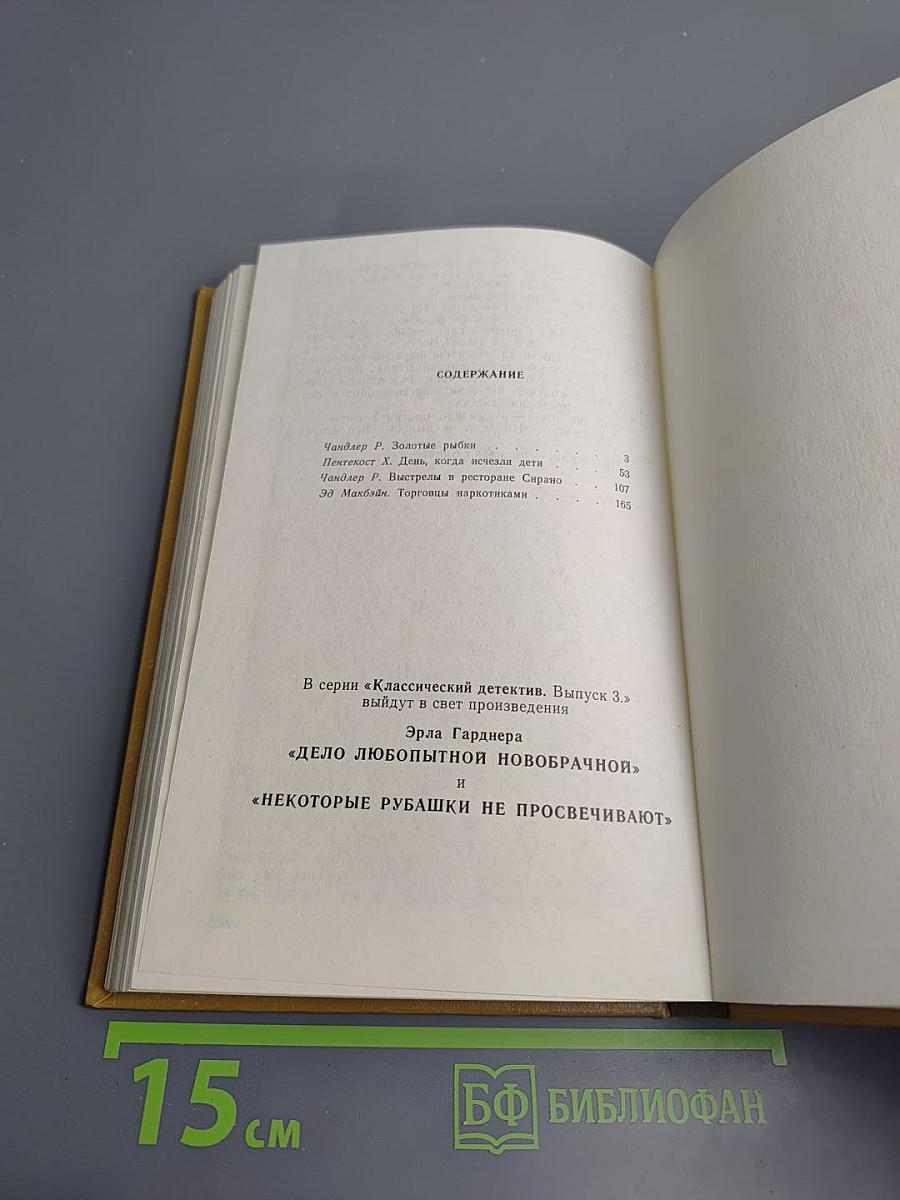 СОДЕРЖАНИЕ
Чандлер Р. Золотые рыбки . . . . . . 3
Пентекост Х. День, когда исчезли дети . . . . 53
Чандлер Р. Выстрелы в ресторане Сирано . . . 107
Эд Макбэйн. Торговцы наркотиками . . . . 165
В серии «Классический детектив. Выпуск 3.»
выйдут в свет произведения
Эрла Гарднера
«ДЕЛО ЛЮБОПЫТНОЙ НОВОБРАЧНОЙ»
и
«НЕКОТОРЫЕ РУБАШКИ НЕ ПРОСВЕЧИВАЮТ»
15 см
БФ БИБЛИОФАН